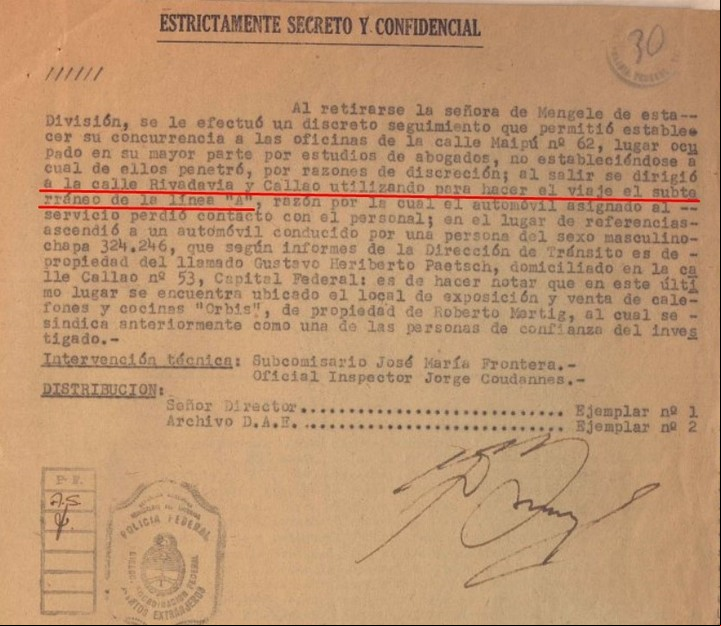 ESTRICTAMENTE SECRETO Y CONFIDENCIAL
30
//////
Al retirarse la señora de Mengele de esta--
División, se le efectuó un discreto seguimiento que permitió estable
cer su concurrencia a las oficinas de la calle Maipú nº 62, lugar ocu
pado en su mayor parte por estudios de abogados, no estableciéndose a
cual de ellos penetró, por razones de discreción; al salir se dirigió
a la calle Rivadavia y Callao utilizando para hacer el viaje el subte
rráneo de la línea "A", razón por la cual el automóvil asignado al --
servicio perdió contacto con el personal; en el lugar de referencias-
ascendió a un automóvil conducido por una persona del sexo masculino-
chapa 324.246, que según informes de la Dirección de Tránsito es de -
propiedad del llamado Gustavo Heriberto Paetsch, domiciliado en la ca
lle Callao nº 53, Capital Federal: es de hacer notar que en este últi
mo lugar se encuentra ubicado el local de exposición y venta de cale-
fones y cocinas "Orbis", de propiedad de Roberto Mertig, al cual se -
sindica anteriormente como una de las personas de confianza del inves
tigado.-
Intervención técnica: Subcomisario José María Frontera.-
Oficial Inspector Jorge Coudannes.-
DISTRIBUCION:
Señor Director............................ Ejemplar nº 1
Archivo D.A.E. ........................... Ejemplar nº 2
POLICIA FEDERAL
COORDINACION FEDERAL
EXTRANJEROS